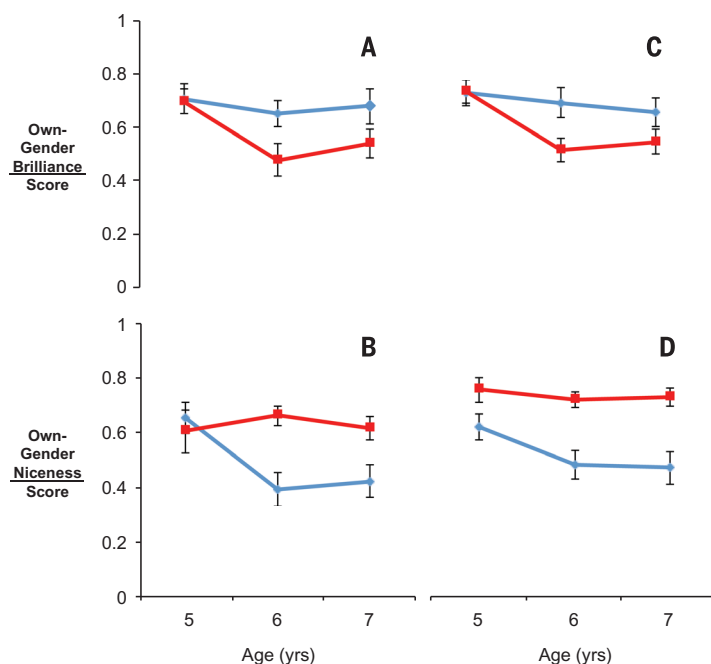 1
0.8
0.6
0.4
0.2
0
Own-
Gender
Brilliance
Score
A
C
1
0.8
0.6
0.4
0.2
0
Own-
Gender
Niceness
Score
B
D
5 6 7 5 6 7
Age (yrs) Age (yrs)